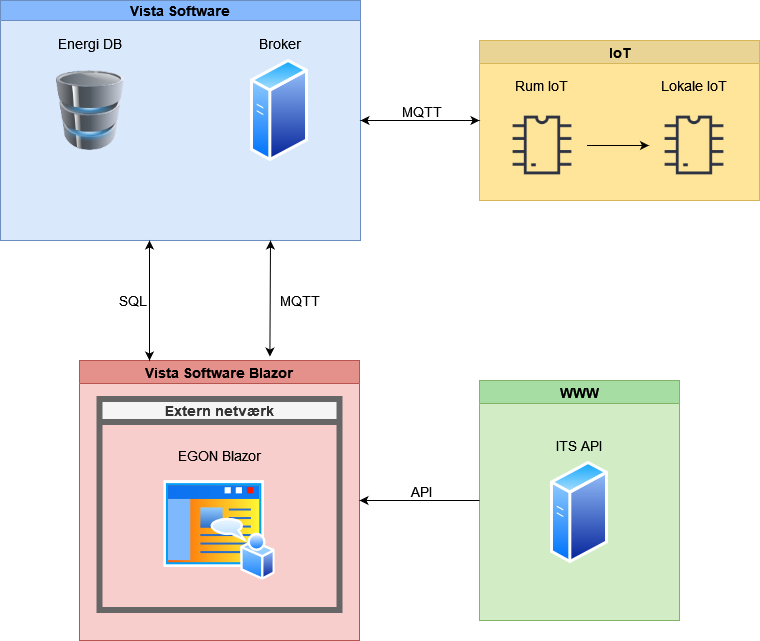 Vista Software
Energi DB
Broker
IoT
Rum IoT
Lokale IoT
MQTT
SQL
MQTT
Vista Software Blazor
Extern netværk
EGON Blazor
API
WWW
ITS API